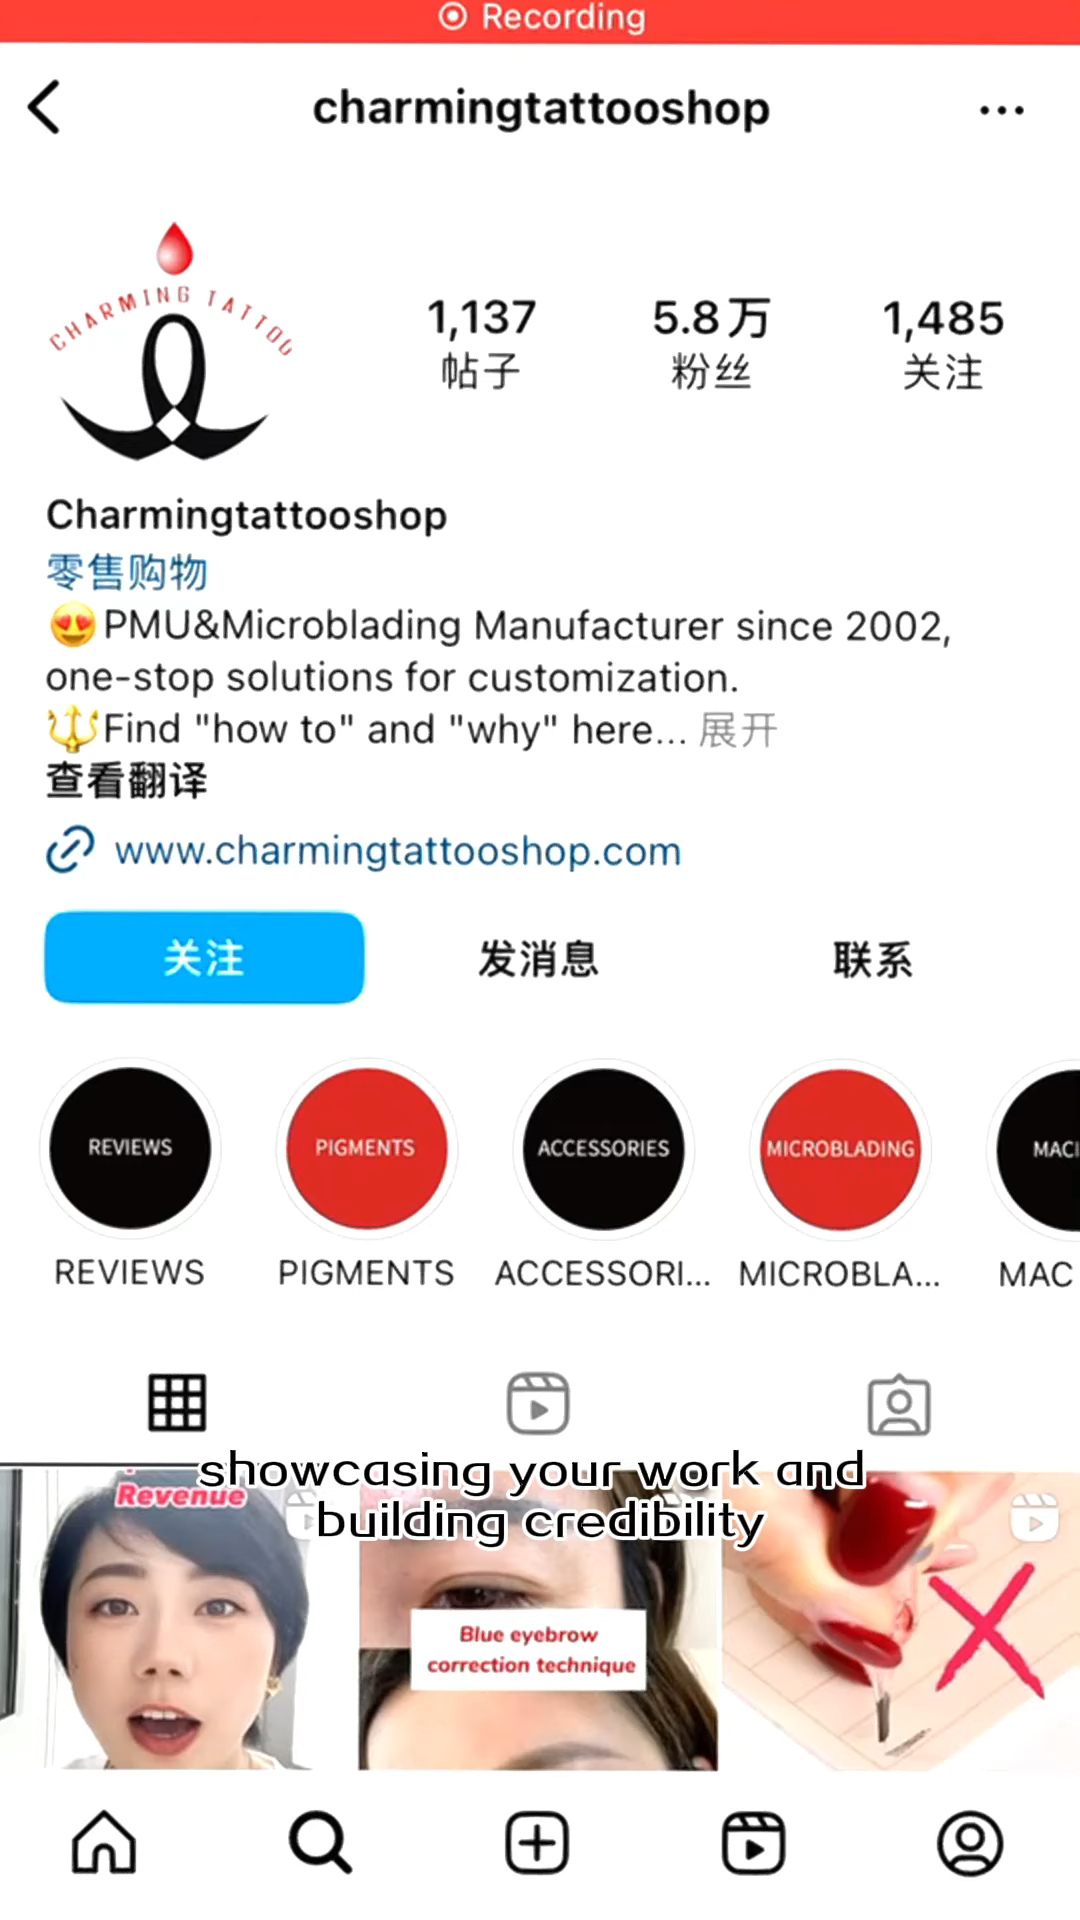 Recording
charmingtattooshop
CHARMING TATTOO
1,137
5.8万
1,485
帖子
粉丝
关注
Charmingtattooshop
零售购物
😍PMU&Microblading Manufacturer since 2002,
one-stop solutions for customization.
🔱Find "how to" and "why" here... 展开
查看翻译
www.charmingtattooshop.com
关注
发消息
联系
REVIEWS
PIGMENTS
ACCESSORIES
MICROBLADING
MACI
REVIEWS
PIGMENTS
ACCESSORI...
MICROBLA...
MAC
showcasing your work and
building credibility
Revenue
Blue eyebrow
correction technique